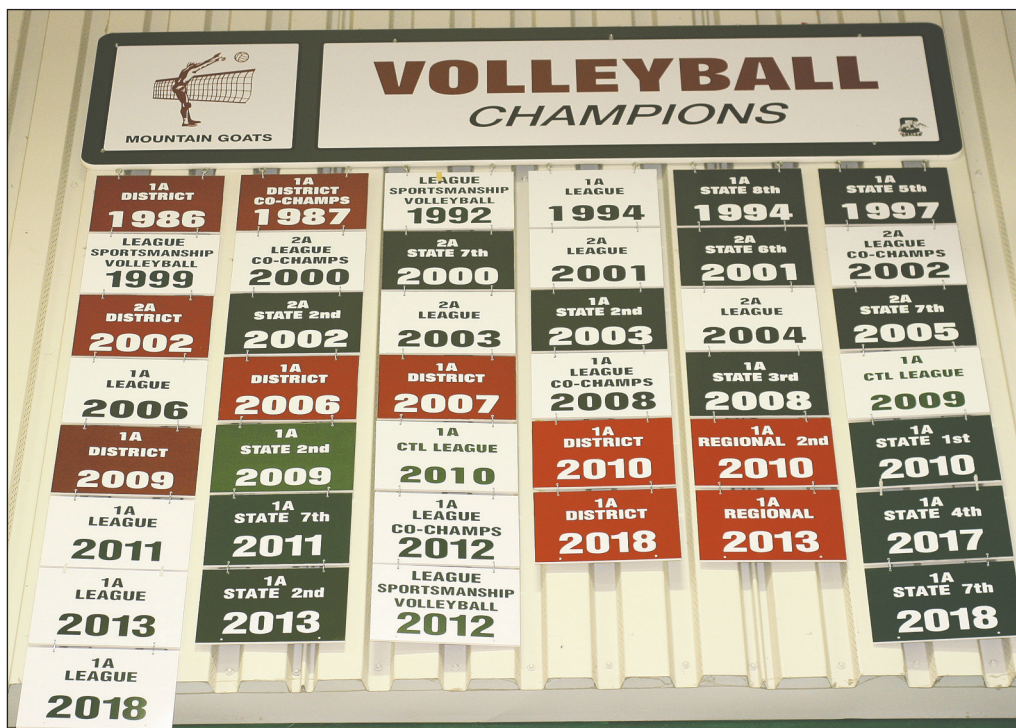 VOLLEYBALL
CHAMPIONS
MOUNTAIN GOATS
1A
DISTRICT
1986
1A
DISTRICT
CO-CHAMPS
1987
LEAGUE
SPORTSMANSHIP
VOLLEYBALL
1992
1A
LEAGUE
1994
1A
STATE 8th
1994
1A
STATE 5th
1997
LEAGUE
SPORTSMANSHIP
VOLLEYBALL
1999
2A
LEAGUE
CO-CHAMPS
2000
2A
STATE 7th
2000
2A
LEAGUE
2001
2A
STATE 6th
2001
2A
LEAGUE
CO-CHAMPS
2002
2A
DISTRICT
2002
2A
STATE 2nd
2002
2A
LEAGUE
2003
1A
STATE 2nd
2003
2A
LEAGUE
2004
2A
STATE 7th
2005
1A
LEAGUE
2006
1A
DISTRICT
2006
1A
DISTRICT
2007
1A
LEAGUE
CO-CHAMPS
2008
1A
STATE 3rd
2008
1A
CTL LEAGUE
2009
1A
DISTRICT
2009
1A
STATE 2nd
2009
1A
CTL LEAGUE
2010
1A
DISTRICT
2010
1A
REGIONAL 2nd
2010
1A
STATE 1st
2010
1A
LEAGUE
2011
1A
STATE 7th
2011
1A
LEAGUE
CO-CHAMPS
2012
1A
DISTRICT
2018
1A
REGIONAL
2013
1A
STATE 4th
2017
1A
LEAGUE
2013
1A
STATE 2nd
2013
LEAGUE
SPORTSMANSHIP
VOLLEYBALL
2012
1A
STATE 7th
2018
1A
LEAGUE
2018